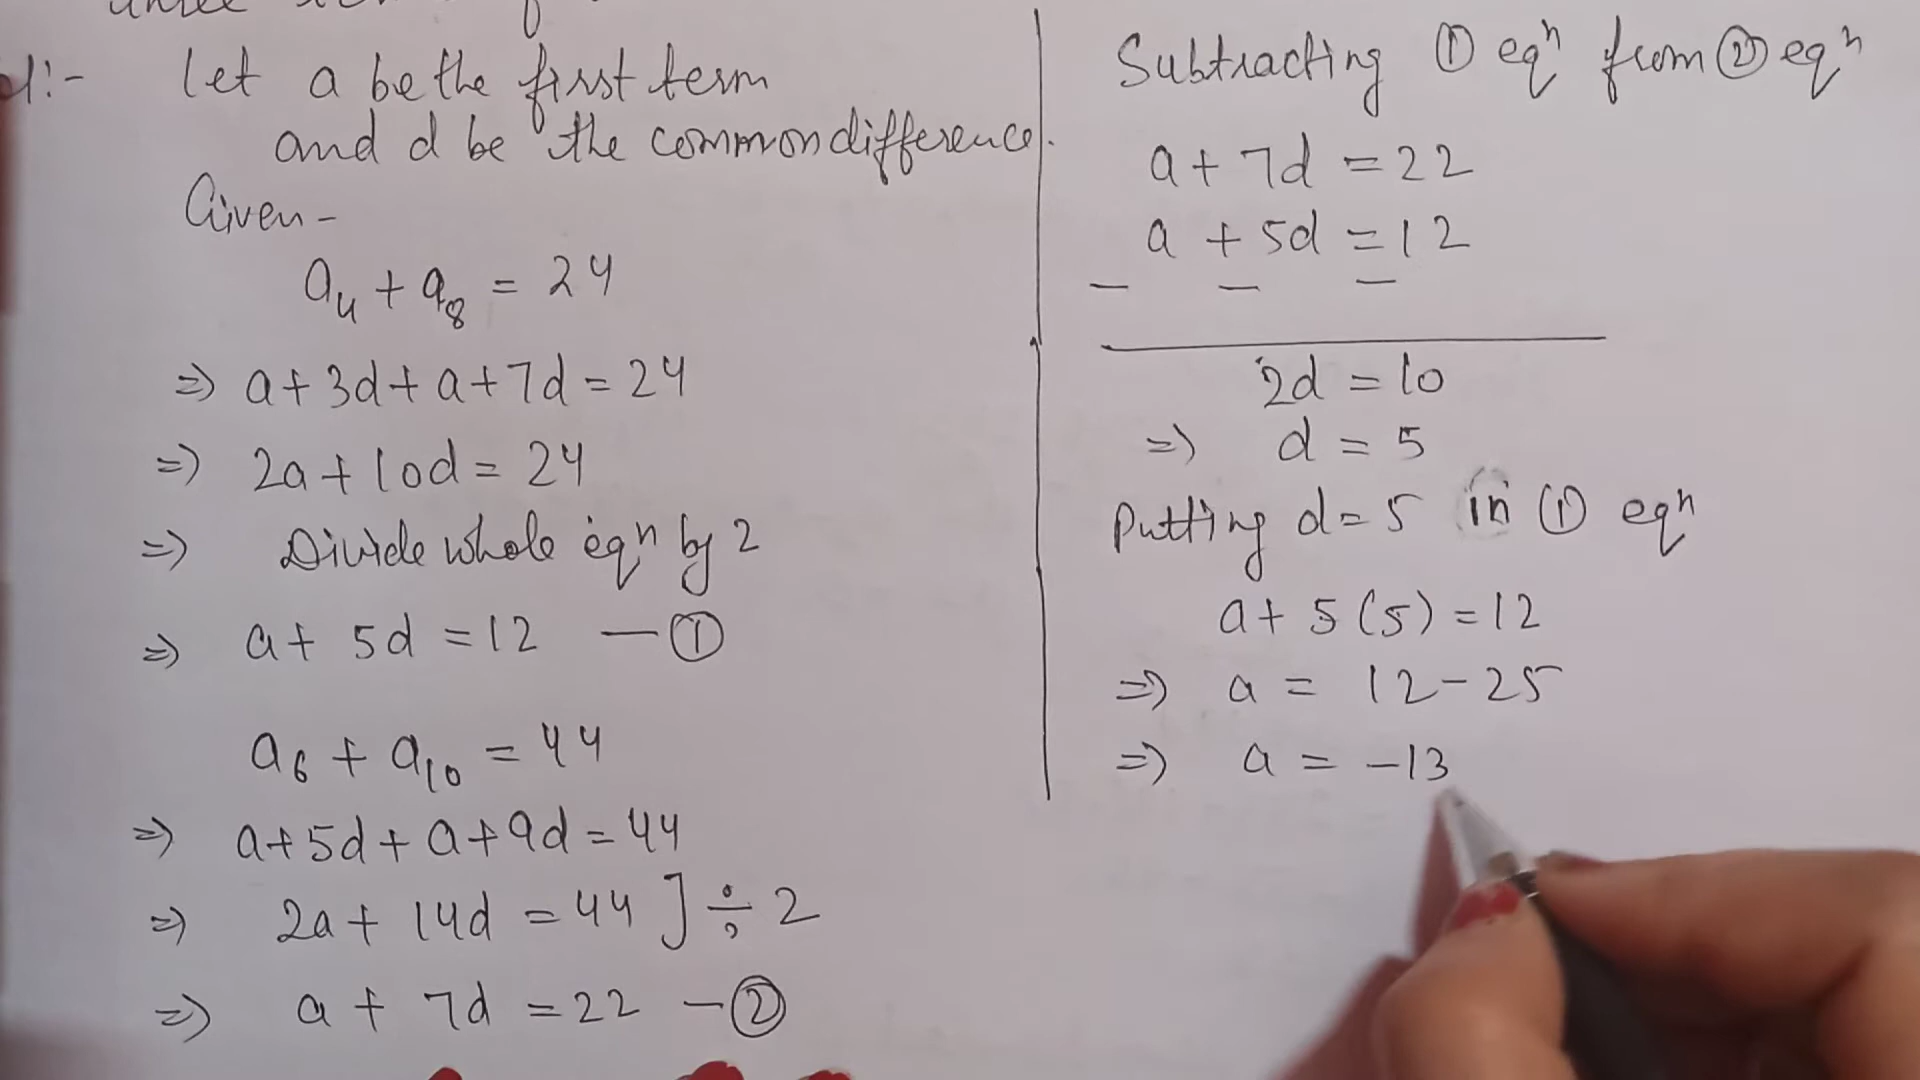 let a be the first term
and d be the common difference.
Given -
a₄ + a₈ = 24
⇒ a + 3d + a + 7d = 24
⇒ 2a + 10d = 24
⇒ Divide whole eqⁿ by 2
⇒ a + 5d = 12 — ①
a₆ + a₁₀ = 44
⇒ a + 5d + a + 9d = 44
⇒ 2a + 14d = 44 ] ÷ 2
⇒ a + 7d = 22 — ②
Subtracting ① eqⁿ from ② eqⁿ
a + 7d = 22
a + 5d = 12
— — —
2d = 10
⇒ d = 5
Putting d = 5 in ① eqⁿ
a + 5 (5) = 12
⇒ a = 12 - 25
⇒ a = -13